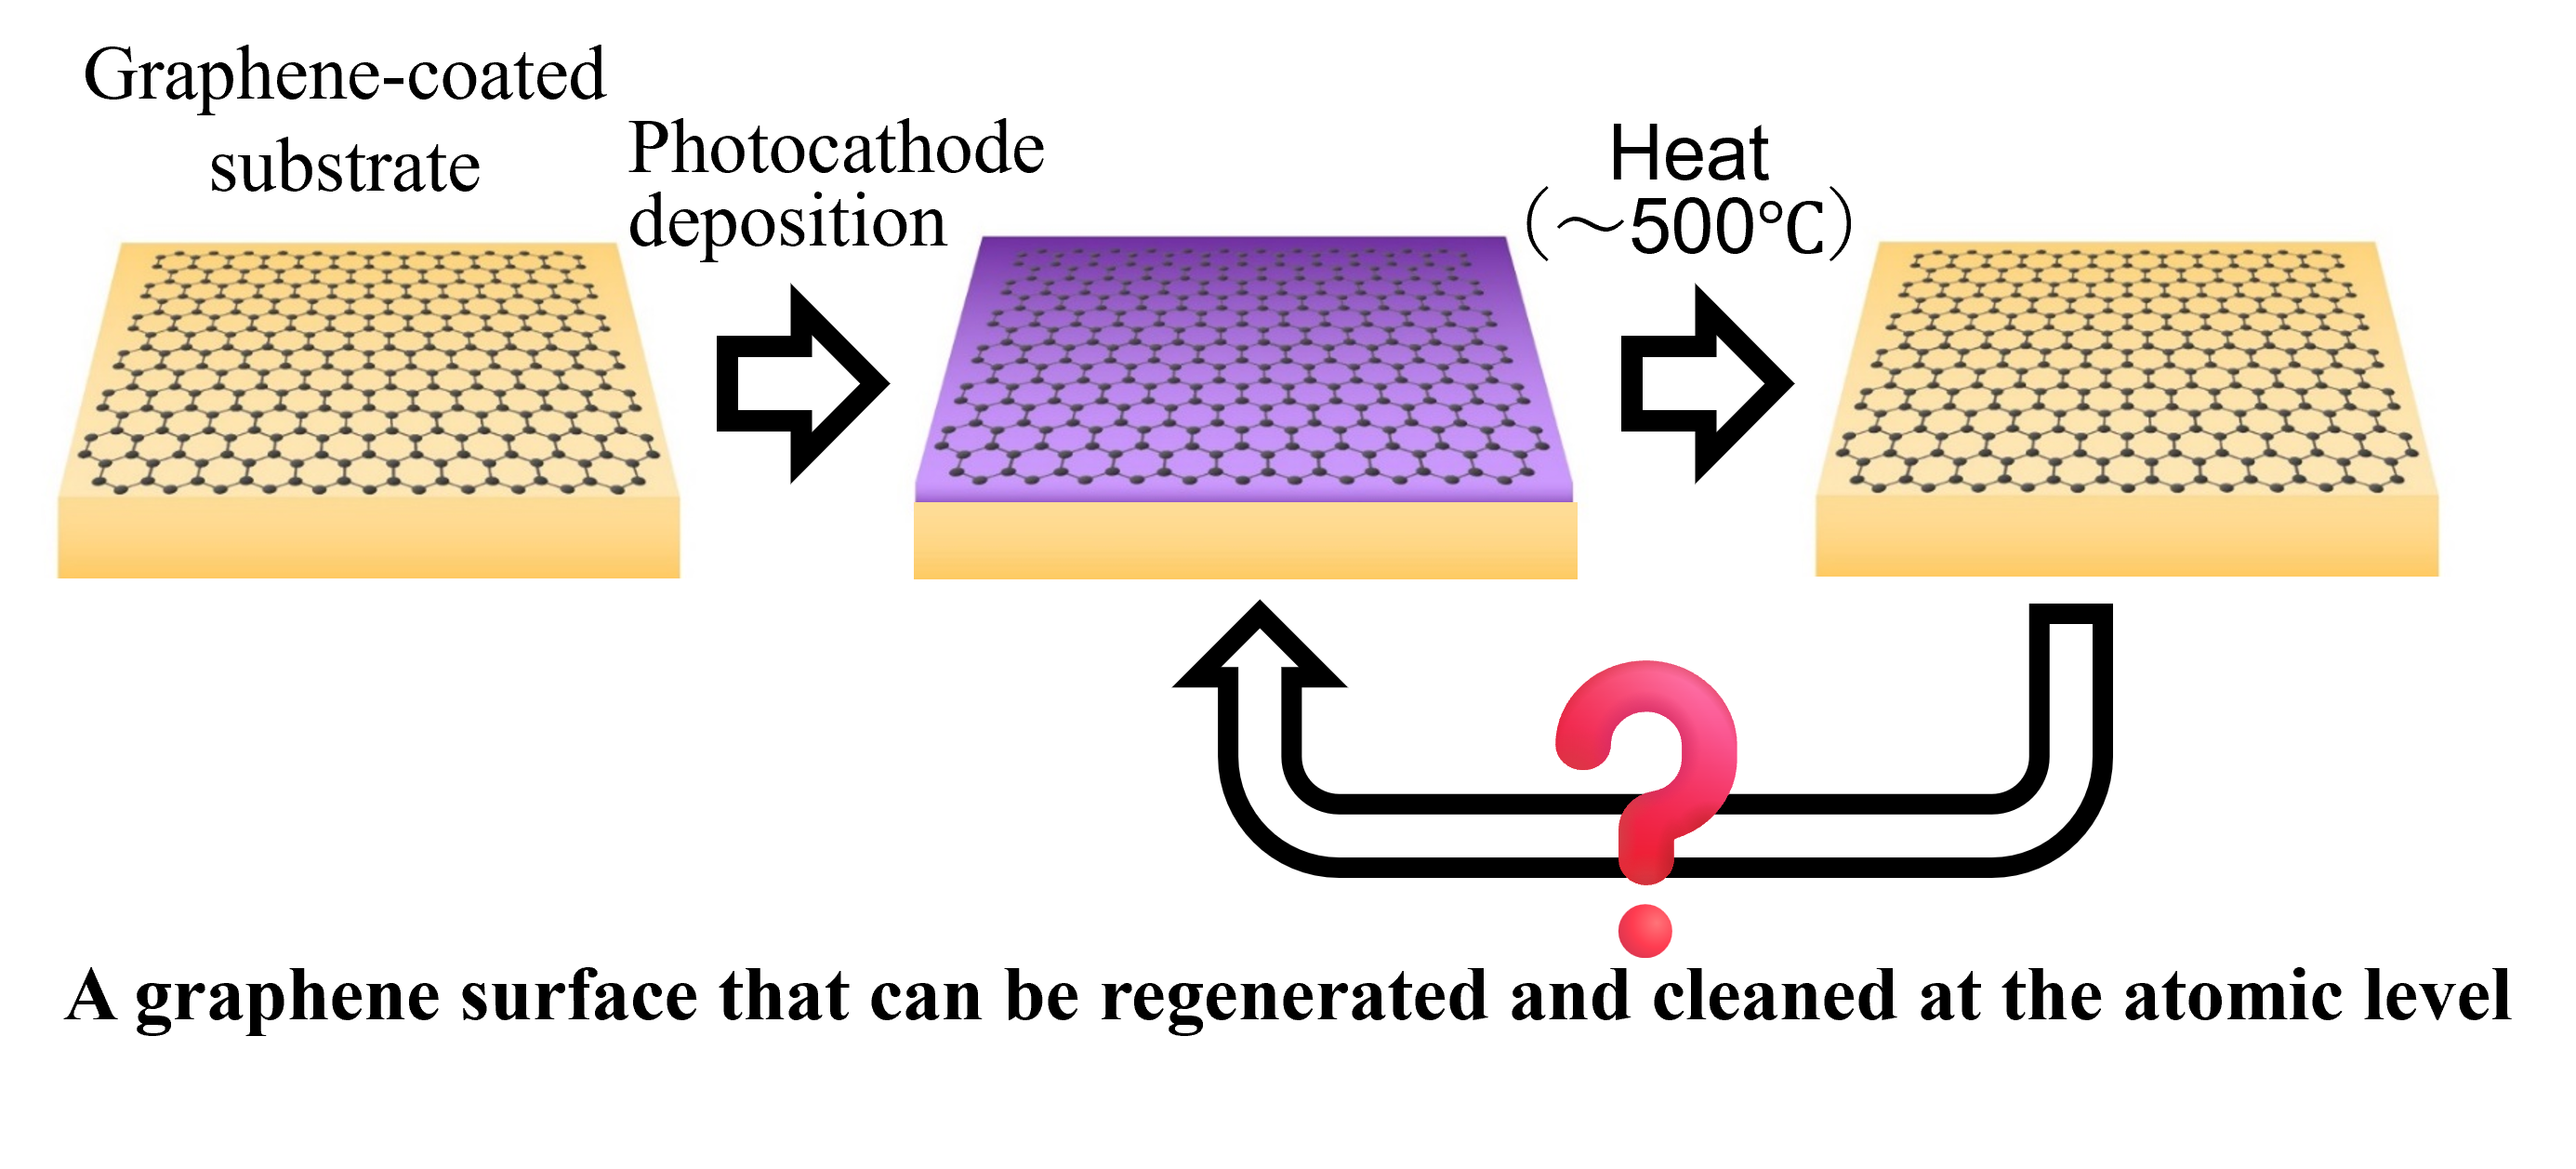 Graphene-coated
substrate
Photocathode
deposition
Heat
（～500℃）
A graphene surface that can be regenerated and cleaned at the atomic level